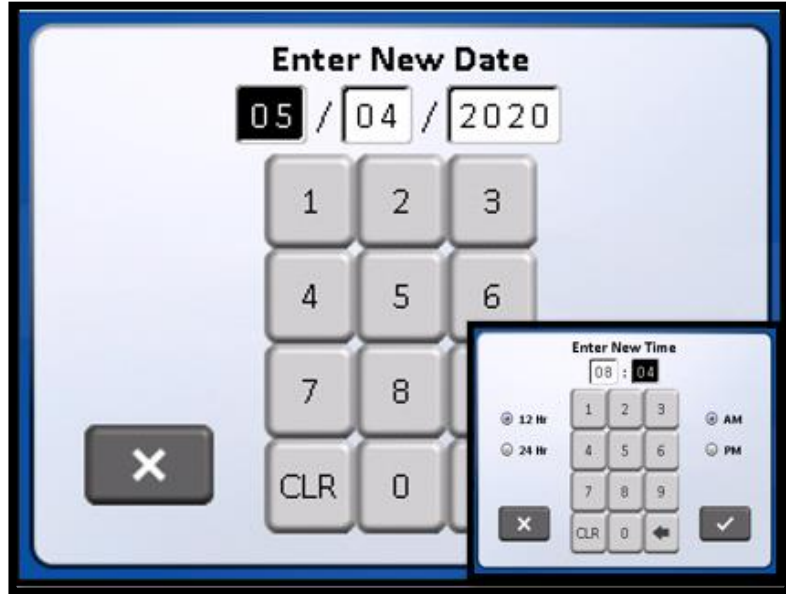 Enter New Date
05 / 04 / 2020
1 2 3
4 5 6
7 8
CLR 0
Enter New Time
08 : 04
1 2 3
12 Hr AM
4 5 6
24 Hr PM
7 8 9
CLR 0